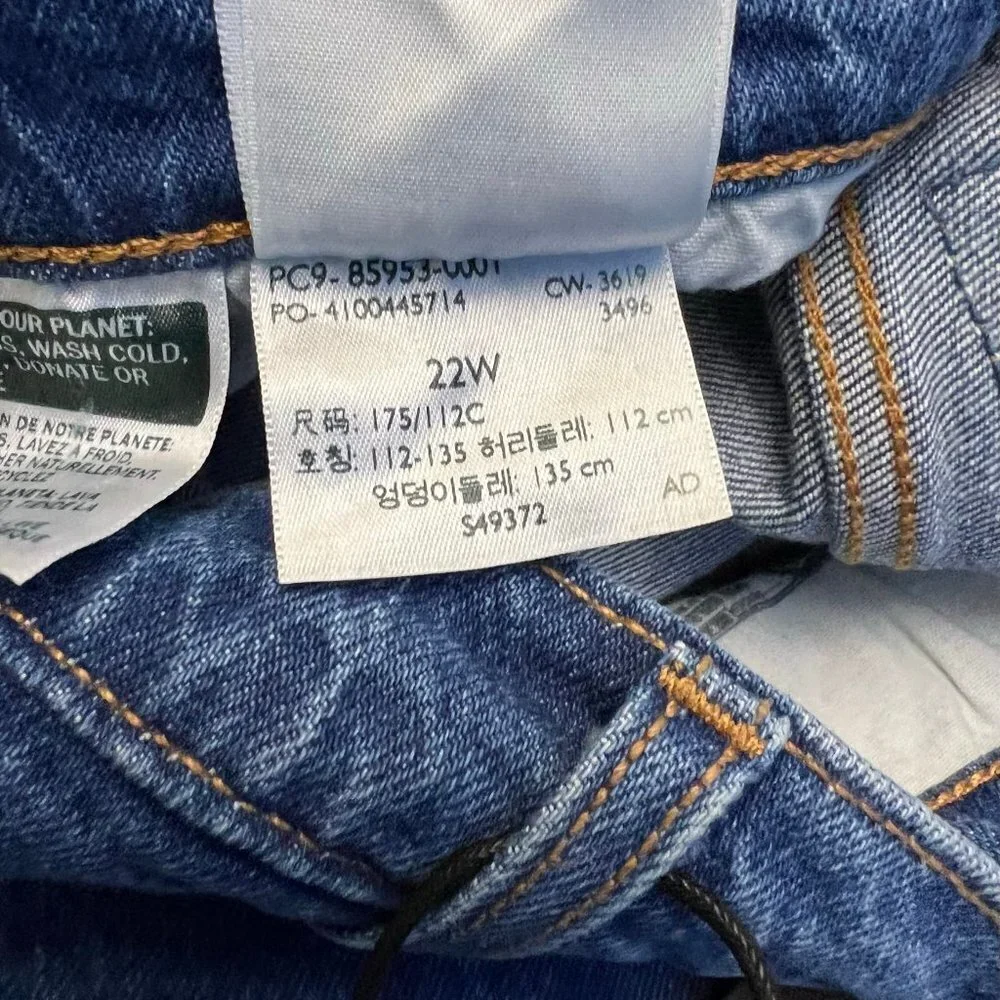 PC9- 85953-0001
PO- 4100445714
CW- 3619
3496
22W
尺码: 175/112C
호칭: 112-135 허리둘레: 112 cm
엉덩이둘레: 135 cm
AD
S49372
OUR PLANET:
WASH COLD,
DONATE OR
DE NOTRE PLANETE:
LAVEZ A FROID,
NATURELLEMENT,
LAVA